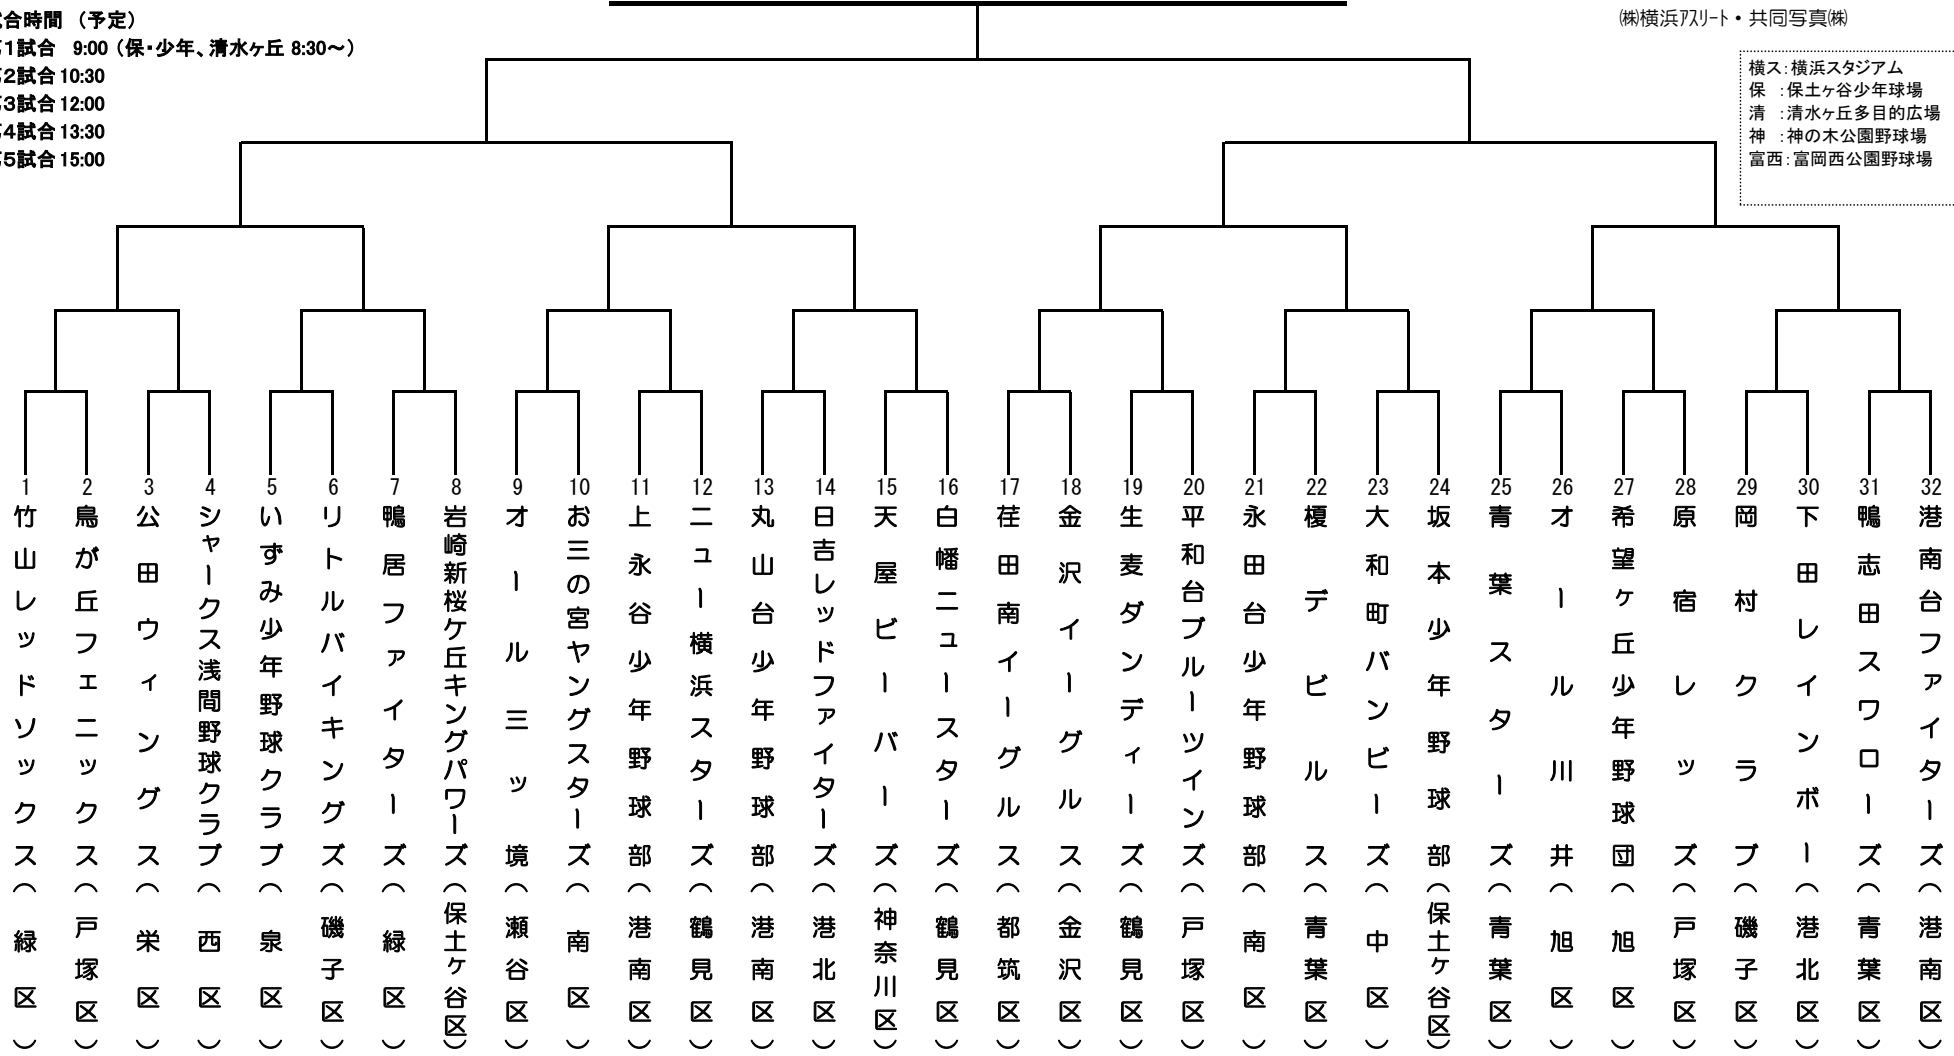 試合時間 （予定）
第1試合 9:00（保・少年、清水ヶ丘 8:30～）
第2試合 10:30
第3試合 12:00
第4試合 13:30
第5試合 15:00
㈱横浜ｱｽﾘｰﾄ・共同写真㈱
横ス：横浜スタジアム
保 ：保土ヶ谷少年球場
清 ：清水ヶ丘多目的広場
神 ：神の木公園野球場
富西：富岡西公園野球場
1 竹山レッドソックス（緑区）
2 鳥が丘フェニックス（戸塚区）
3 公田ウィングス（栄区）
4 シャークス浅間野球クラブ（西区）
5 いずみ少年野球クラブ（泉区）
6 リトルバイキングズ（磯子区）
7 鴨居ファイターズ（緑区）
8 岩崎新桜ケ丘キングパワーズ（保土ヶ谷区）
9 オール三ッ境（瀬谷区）
10 お三の宮ヤングスターズ（南区）
11 上永谷少年野球部（港南区）
12 ニュー横浜スターズ（鶴見区）
13 丸山台少年野球部（港南区）
14 日吉レッドファイターズ（港北区）
15 天屋ビーバーズ（神奈川区）
16 白幡ニュースターズ（鶴見区）
17 荏田南イーグルス（都筑区）
18 金沢イーグルス（金沢区）
19 生麦ダンディーズ（鶴見区）
20 平和台ブルーツインズ（戸塚区）
21 永田台少年野球部（南区）
22 榎デビルス（青葉区）
23 大和町バンビーズ（中区）
24 坂本少年野球部（保土ケ谷区）
25 青葉スターズ（青葉区）
26 オール川井（旭区）
27 希望ヶ丘少年野球団（旭区）
28 原宿レッズ（戸塚区）
29 岡村クラブ（磯子区）
30 下田レインボー（港北区）
31 鴨志田スワローズ（青葉区）
32 港南台ファイターズ（港南区）